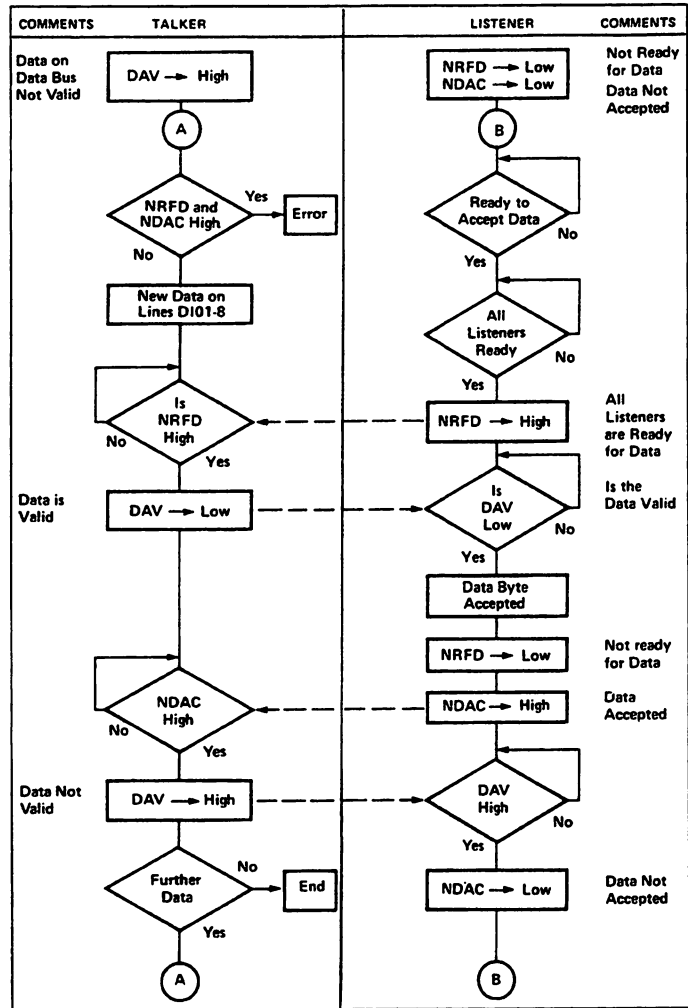 COMMENTS TALKER LISTENER COMMENTS
Data on
Data Bus
Not Valid
DAV → High
NRFD → Low
NDAC → Low
Not Ready
for Data
Data Not
Accepted
A
B
NRFD and
NDAC High
Yes
Error
No
Ready to
Accept Data
No
Yes
New Data on
Lines DI01-8
All
Listeners
Ready
No
Yes
Is
NRFD
High
No
Yes
NRFD → High
All
Listeners
are Ready
for Data
Data is
Valid
DAV → Low
Is
DAV
Low
No
Yes
Is the
Data Valid
Data Byte
Accepted
NRFD → Low
Not ready
for Data
NDAC
High
No
Yes
NDAC → High
Data
Accepted
Data Not
Valid
DAV → High
DAV
High
No
Yes
Further
Data
No
End
Yes
NDAC → Low
Data Not
Accepted
A
B